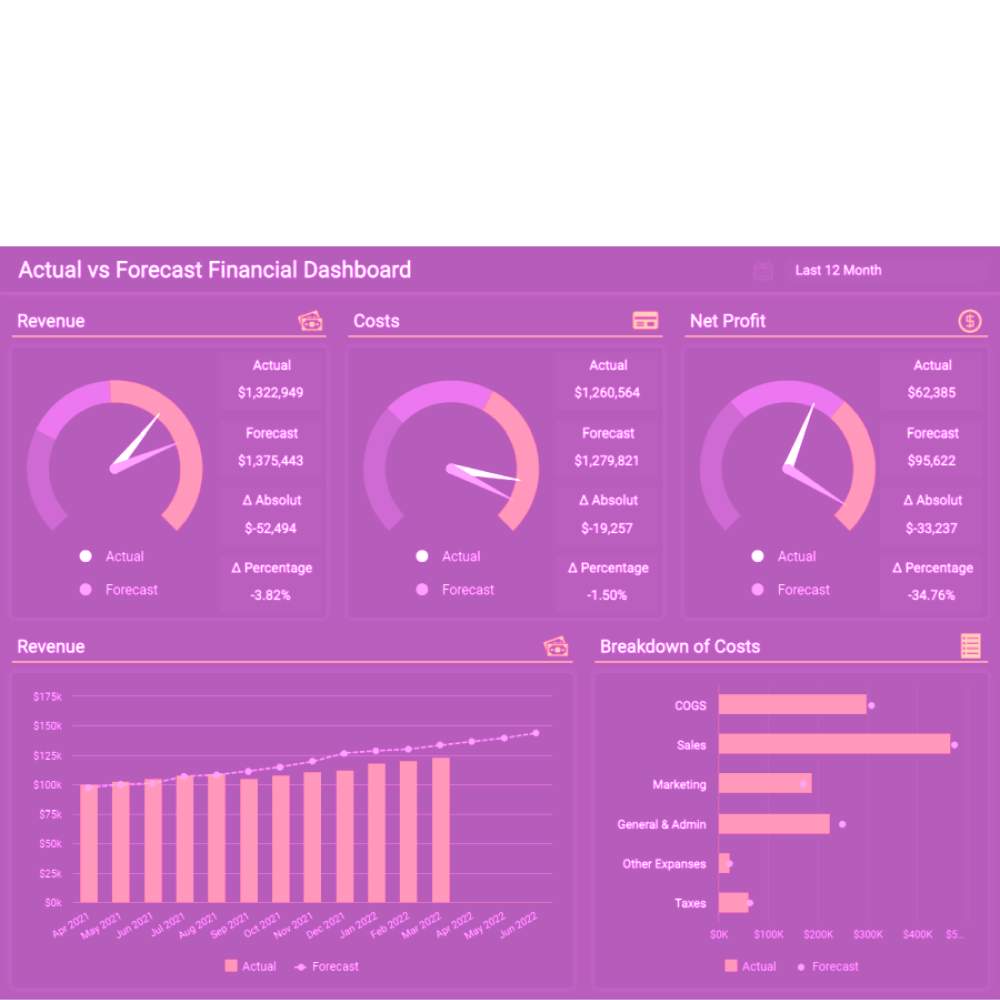 Actual vs Forecast Financial Dashboard
Last 12 Month
Revenue
Costs
Net Profit
Actual
$1,322,949
Forecast
$1,375,443
Δ Absolut
$-52,494
Δ Percentage
-3.82%
Actual
Forecast
Actual
$1,260,564
Forecast
$1,279,821
Δ Absolut
$-19,257
Δ Percentage
-1.50%
Actual
Forecast
Actual
$62,385
Forecast
$95,622
Δ Absolut
$-33,237
Δ Percentage
-34.76%
Actual
Forecast
Revenue
$175k
$150k
$125k
$100k
$75k
$50k
$25k
$0k
Apr 2021
May 2021
Jun 2021
Jul 2021
Aug 2021
Sep 2021
Oct 2021
Nov 2021
Dec 2021
Jan 2022
Feb 2022
Mar 2022
Apr 2022
May 2022
Jun 2022
Actual
Forecast
Breakdown of Costs
COGS
Sales
Marketing
General & Admin
Other Expanses
Taxes
$0K
$100K
$200K
$300K
$400K
$5...
Actual
Forecast